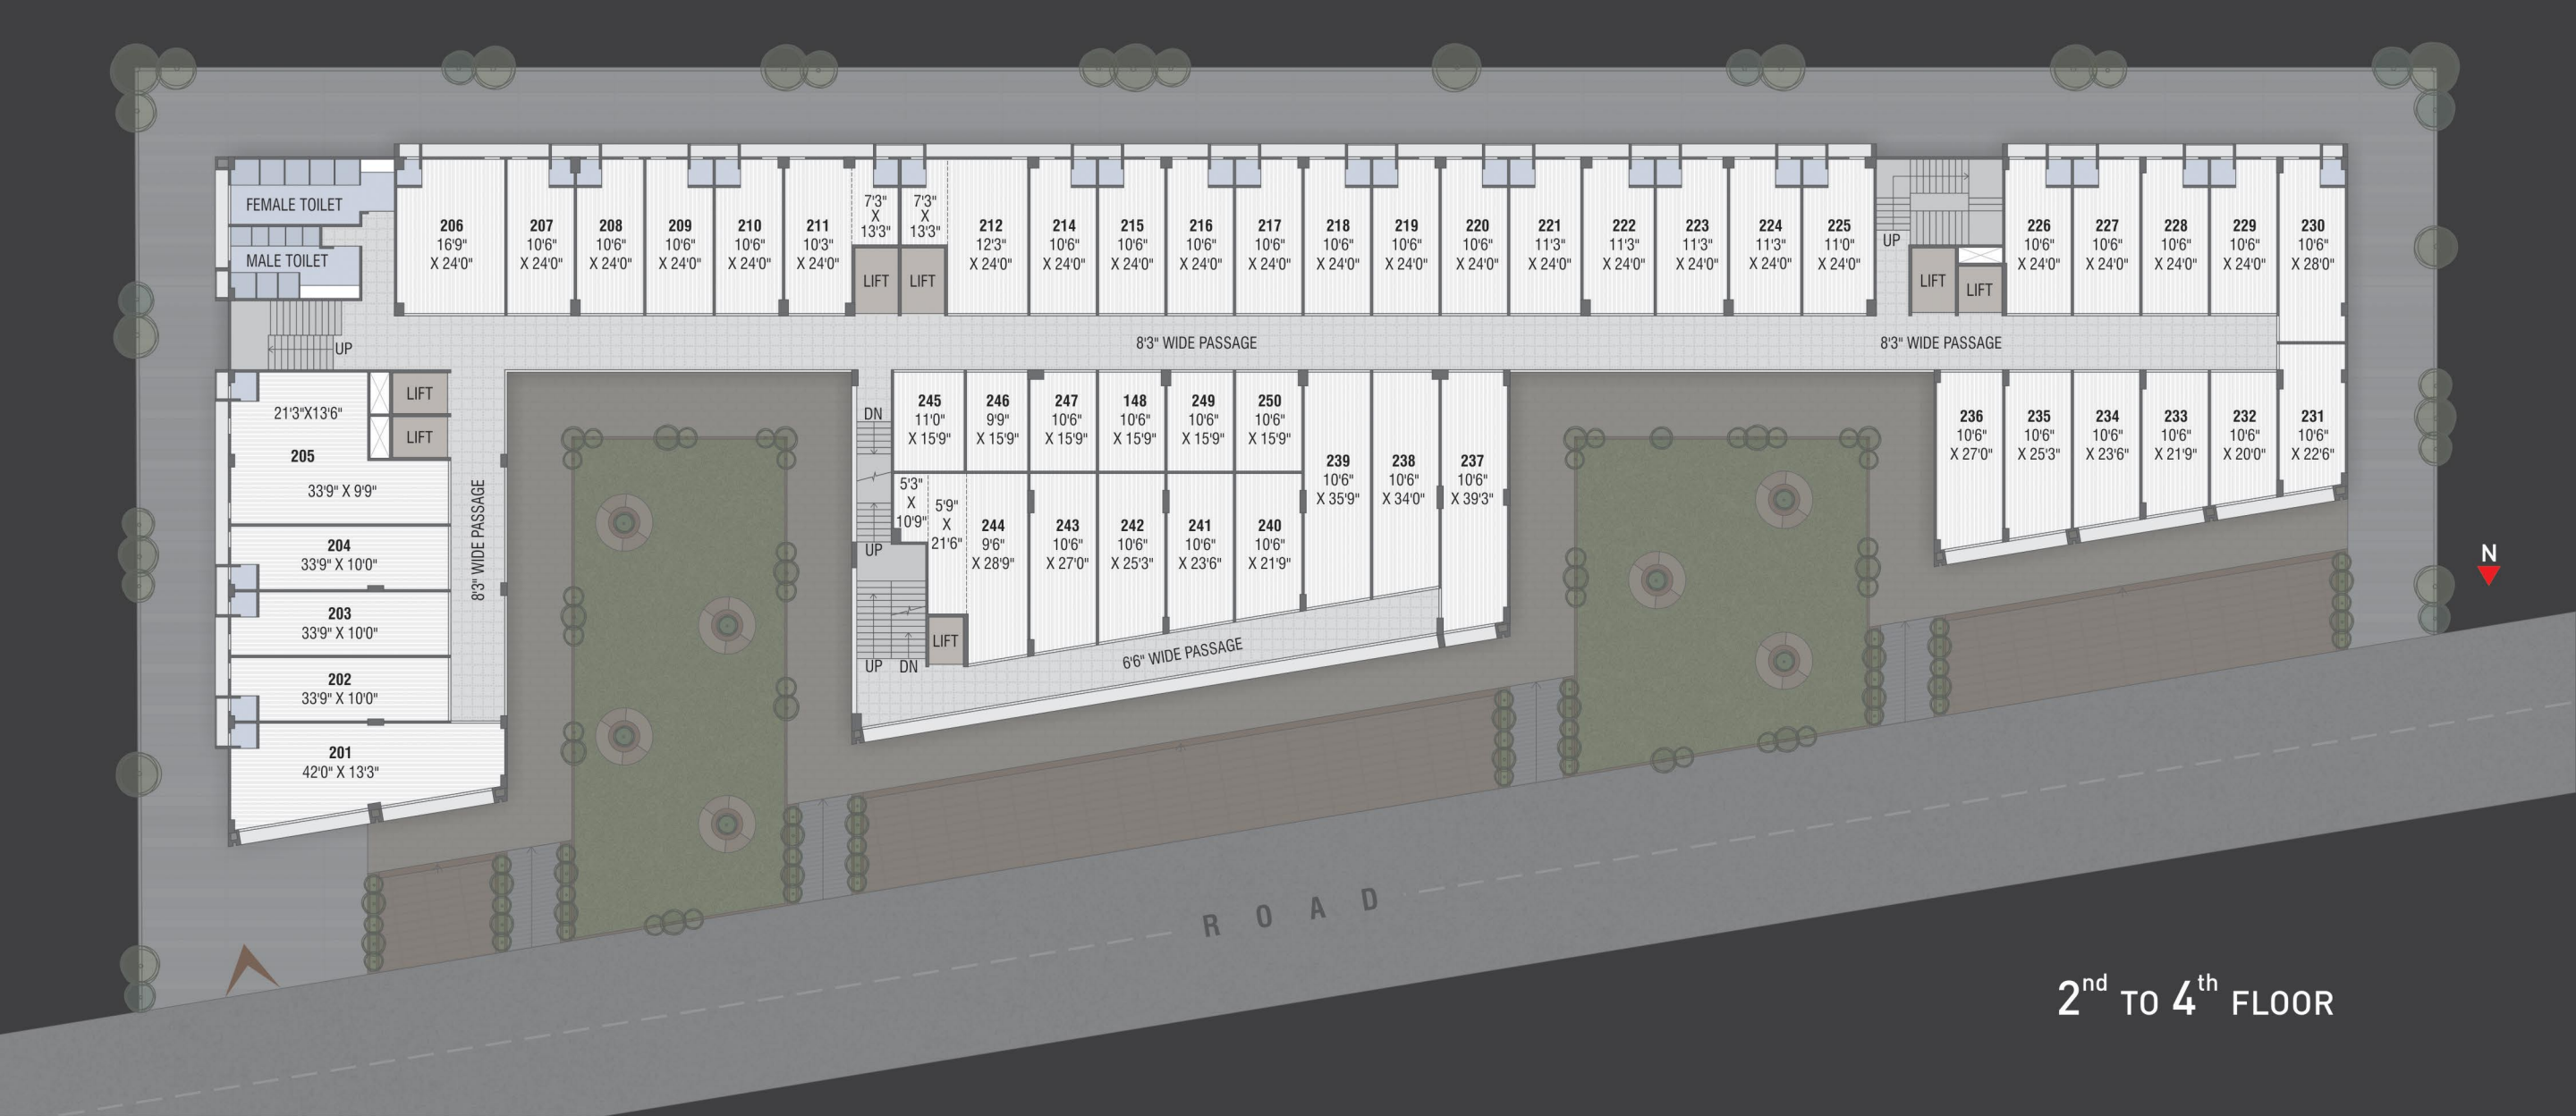 FEMALE TOILET
MALE TOILET
UP
206
16'9"
X 24'0"
207
10'6"
X 24'0"
208
10'6"
X 24'0"
209
10'6"
X 24'0"
210
10'6"
X 24'0"
211
10'3"
X 24'0"
7'3"
X
13'3"
7'3"
X
13'3"
LIFT
LIFT
212
12'3"
X 24'0"
214
10'6"
X 24'0"
215
10'6"
X 24'0"
216
10'6"
X 24'0"
217
10'6"
X 24'0"
218
10'6"
X 24'0"
219
10'6"
X 24'0"
220
10'6"
X 24'0"
221
11'3"
X 24'0"
222
11'3"
X 24'0"
223
11'3"
X 24'0"
224
11'3"
X 24'0"
225
11'0"
X 24'0"
UP
LIFT
LIFT
226
10'6"
X 24'0"
227
10'6"
X 24'0"
228
10'6"
X 24'0"
229
10'6"
X 24'0"
230
10'6"
X 28'0"
8'3" WIDE PASSAGE
8'3" WIDE PASSAGE
21'3"X13'6"
LIFT
LIFT
205
33'9" X 9'9"
204
33'9" X 10'0"
203
33'9" X 10'0"
202
33'9" X 10'0"
201
42'0" X 13'3"
8'3" WIDE PASSAGE
DN
UP
UP DN
245
11'0"
X 15'9"
246
9'9"
X 15'9"
247
10'6"
X 15'9"
148
10'6"
X 15'9"
249
10'6"
X 15'9"
250
10'6"
X 15'9"
5'3"
X
10'9"
5'9"
X
21'6"
LIFT
244
9'6"
X 28'9"
243
10'6"
X 27'0"
242
10'6"
X 25'3"
241
10'6"
X 23'6"
240
10'6"
X 21'9"
239
10'6"
X 35'9"
238
10'6"
X 34'0"
237
10'6"
X 39'3"
6'6" WIDE PASSAGE
236
10'6"
X 27'0"
235
10'6"
X 25'3"
234
10'6"
X 23'6"
233
10'6"
X 21'9"
232
10'6"
X 20'0"
231
10'6"
X 22'6"
N
ROAD
2nd TO 4th FLOOR